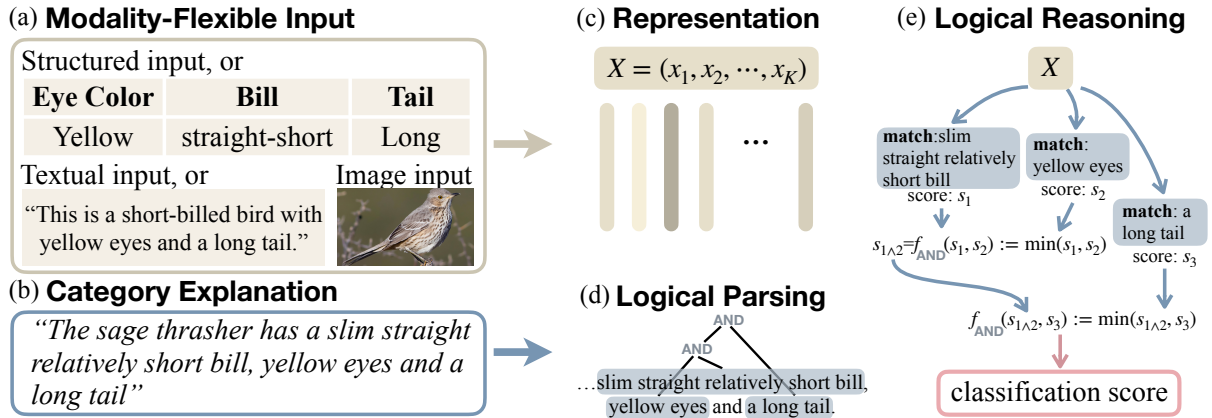 (a) Modality-Flexible Input
Structured input, or
Eye Color Bill Tail
Yellow straight-short Long
Textual input, or
“This is a short-billed bird with
yellow eyes and a long tail.”
Image input
(b) Category Explanation
“The sage thrasher has a slim straight
relatively short bill, yellow eyes and a
long tail”
(c) Representation
X = (x₁, x₂, ⋯, x_K)
...
(d) Logical Parsing
AND
AND
…slim straight relatively short bill,
yellow eyes and a long tail.
(e) Logical Reasoning
X
match:slim
straight relatively
short bill
score: s₁
match:
yellow eyes
score: s₂
match: a
long tail
score: s₃
s₁∧₂=f_AND(s₁, s₂) := min(s₁, s₂)
f_AND(s₁∧₂, s₃) := min(s₁∧₂, s₃)
classification score